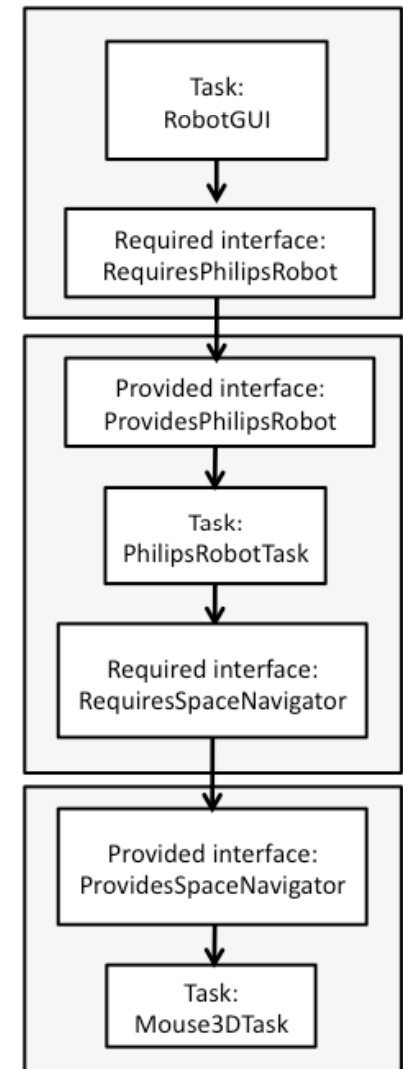 Task:
RobotGUI
Required interface:
RequiresPhilipsRobot
Provided interface:
ProvidesPhilipsRobot
Task:
PhilipsRobotTask
Required interface:
RequiresSpaceNavigator
Provided interface:
ProvidesSpaceNavigator
Task:
Mouse3DTask